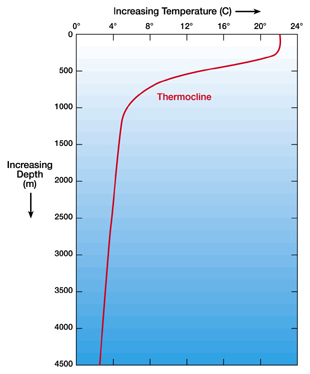 Increasing Temperature (C)
0° 4° 8° 12° 16° 20° 24°
0
500
Thermocline
1000
1500
Increasing
Depth
(m)
2000
2500
3000
3500
4000
4500